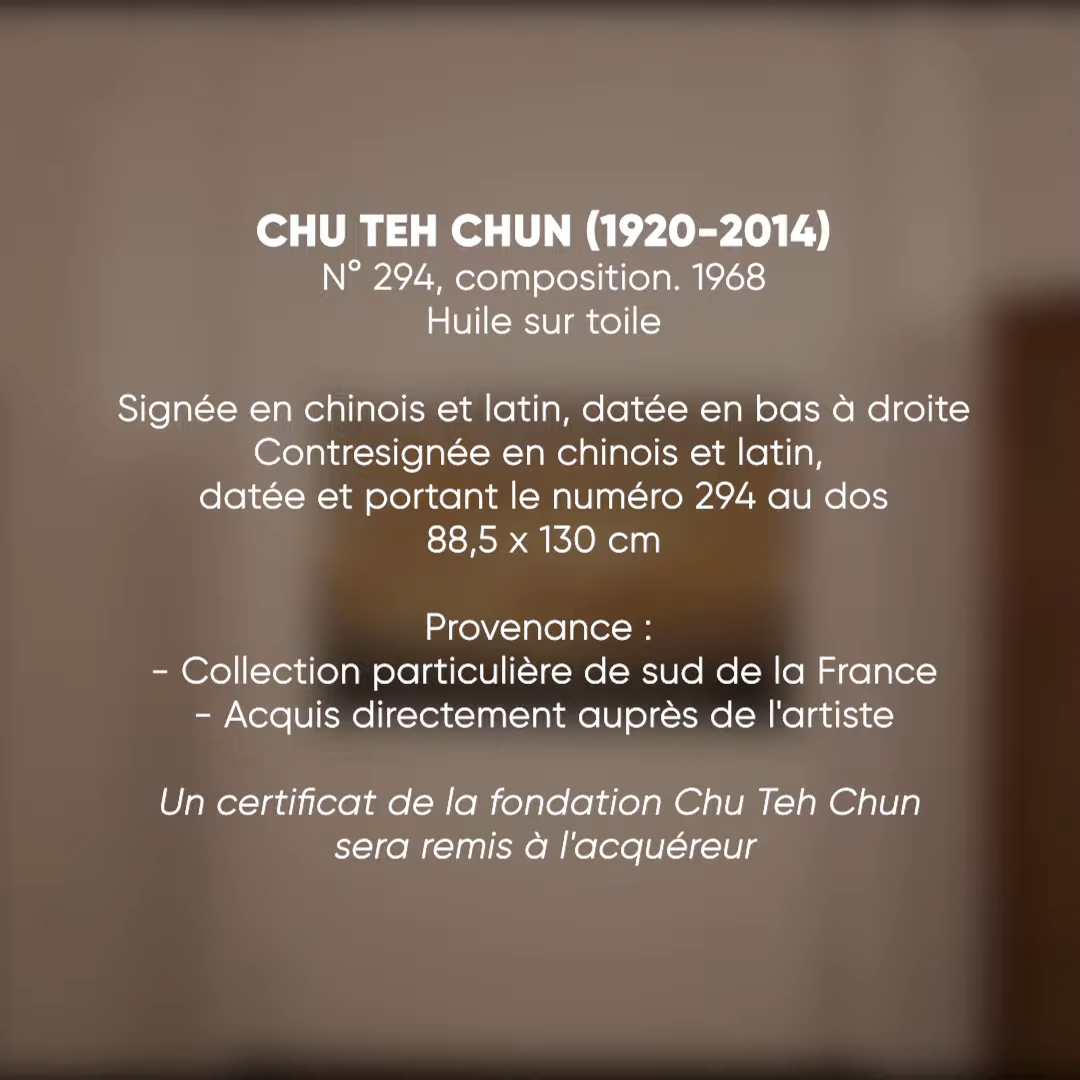 CHU TEH CHUN (1920-2014)
N° 294, composition. 1968
Huile sur toile
Signée en chinois et latin, datée en bas à droite
Contresignée en chinois et latin,
datée et portant le numéro 294 au dos
88,5 x 130 cm
Provenance :
- Collection particulière de sud de la France
- Acquis directement auprès de l'artiste
Un certificat de la fondation Chu Teh Chun
sera remis à l'acquéreur